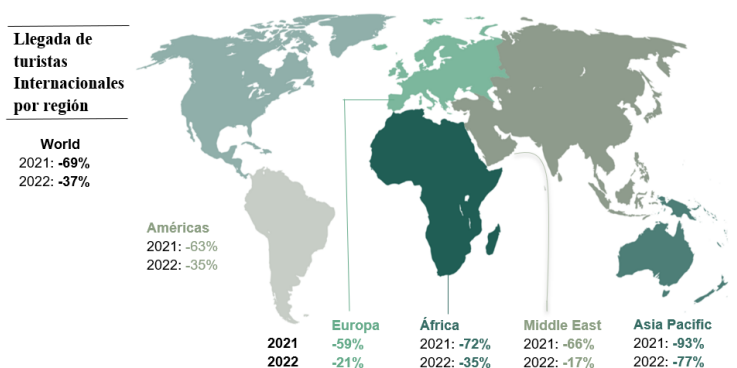 Llegada de
turistas
Internacionales
por región
World
2021: -69%
2022: -37%
Américas
2021: -63%
2022: -35%
Europa África Middle East Asia Pacific
2021 -59% 2021: -72% 2021: -66% 2021: -93%
2022 -21% 2022: -35% 2022: -17% 2022: -77%